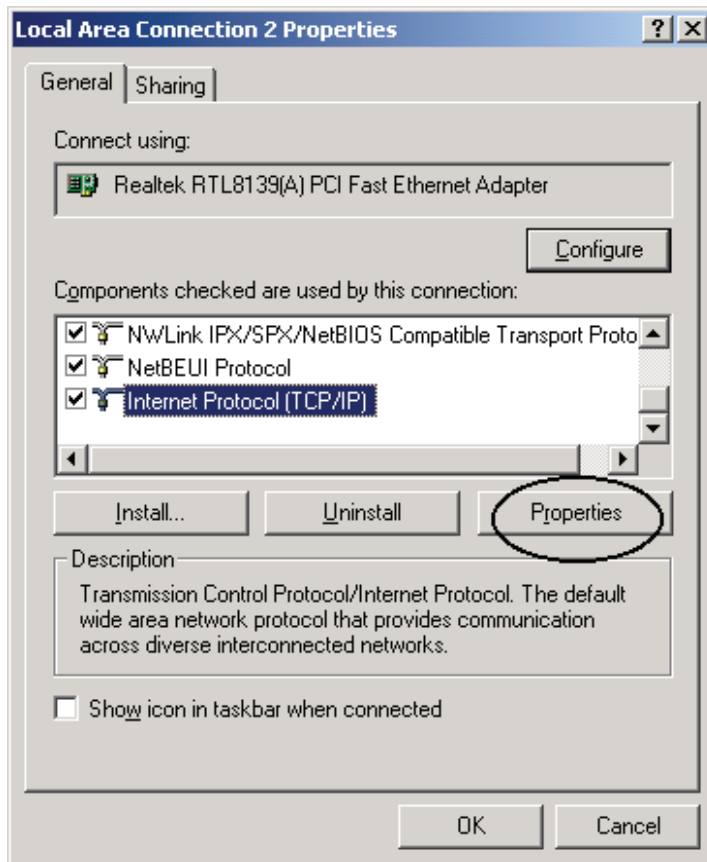 Local Area Connection 2 Properties
General
Sharing
Connect using:
Realtek RTL8139(A) PCI Fast Ethernet Adapter
Configure
Components checked are used by this connection:
NWLink IPX/SPX/NetBIOS Compatible Transport Proto
NetBEUI Protocol
Internet Protocol (TCP/IP)
Install...
Uninstall
Properties
Description
Transmission Control Protocol/Internet Protocol. The default
wide area network protocol that provides communication
across diverse interconnected networks.
Show icon in taskbar when connected
OK
Cancel